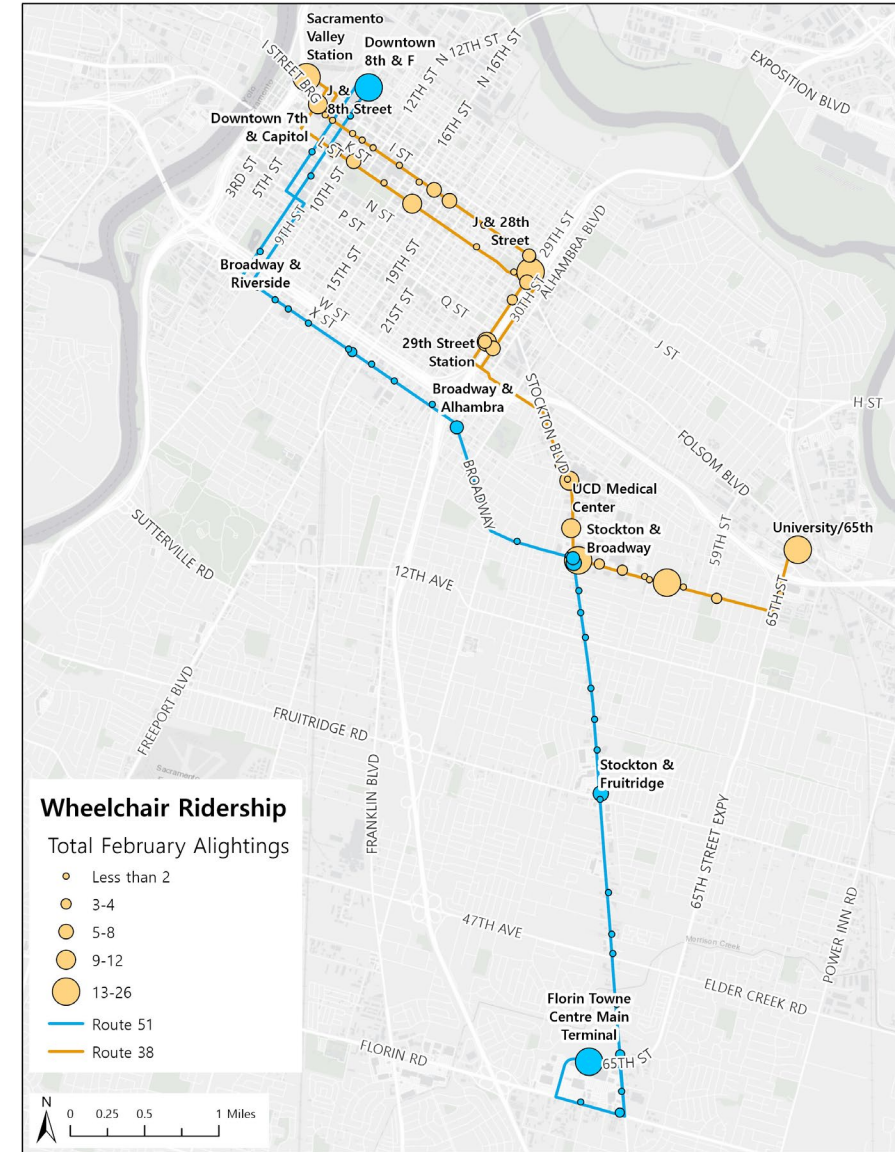 Sacramento
Valley
Station
Downtown
8th & F
I STREET BRG
N 12TH ST
N 16TH ST
EXPOSITION BLVD
J &
8th Street
12TH ST
16TH ST
Downtown 7th
& Capitol
L ST
K ST
I ST
3RD ST
5TH ST
10TH ST
9TH ST
N ST
P ST
J & 28th
Street
29TH ST
ALHAMBRA BLVD
30TH ST
15TH ST
19TH ST
21ST ST
Q ST
Broadway &
Riverside
W ST
X ST
29th Street
Station
J ST
Broadway &
Alhambra
STOCKTON BLVD
H ST
FOLSOM BLVD
BROADWAY
UCD Medical
Center
Stockton &
Broadway
59TH ST
University/65th
SUTTERVILLE RD
12TH AVE
65TH ST
FREEPORT BLVD
FRUITRIDGE RD
Sacramento
Stockton &
Fruitridge
FRANKLIN BLVD
65TH STREET EXPY
47TH AVE
Morrison Creek
POWER INN RD
ELDER CREEK RD
Florin Towne
Centre Main
Terminal
65TH ST
FLORIN RD
Wheelchair Ridership
Total February Alightings
Less than 2
3-4
5-8
9-12
13-26
Route 51
Route 38
N
0 0.25 0.5 1 Miles